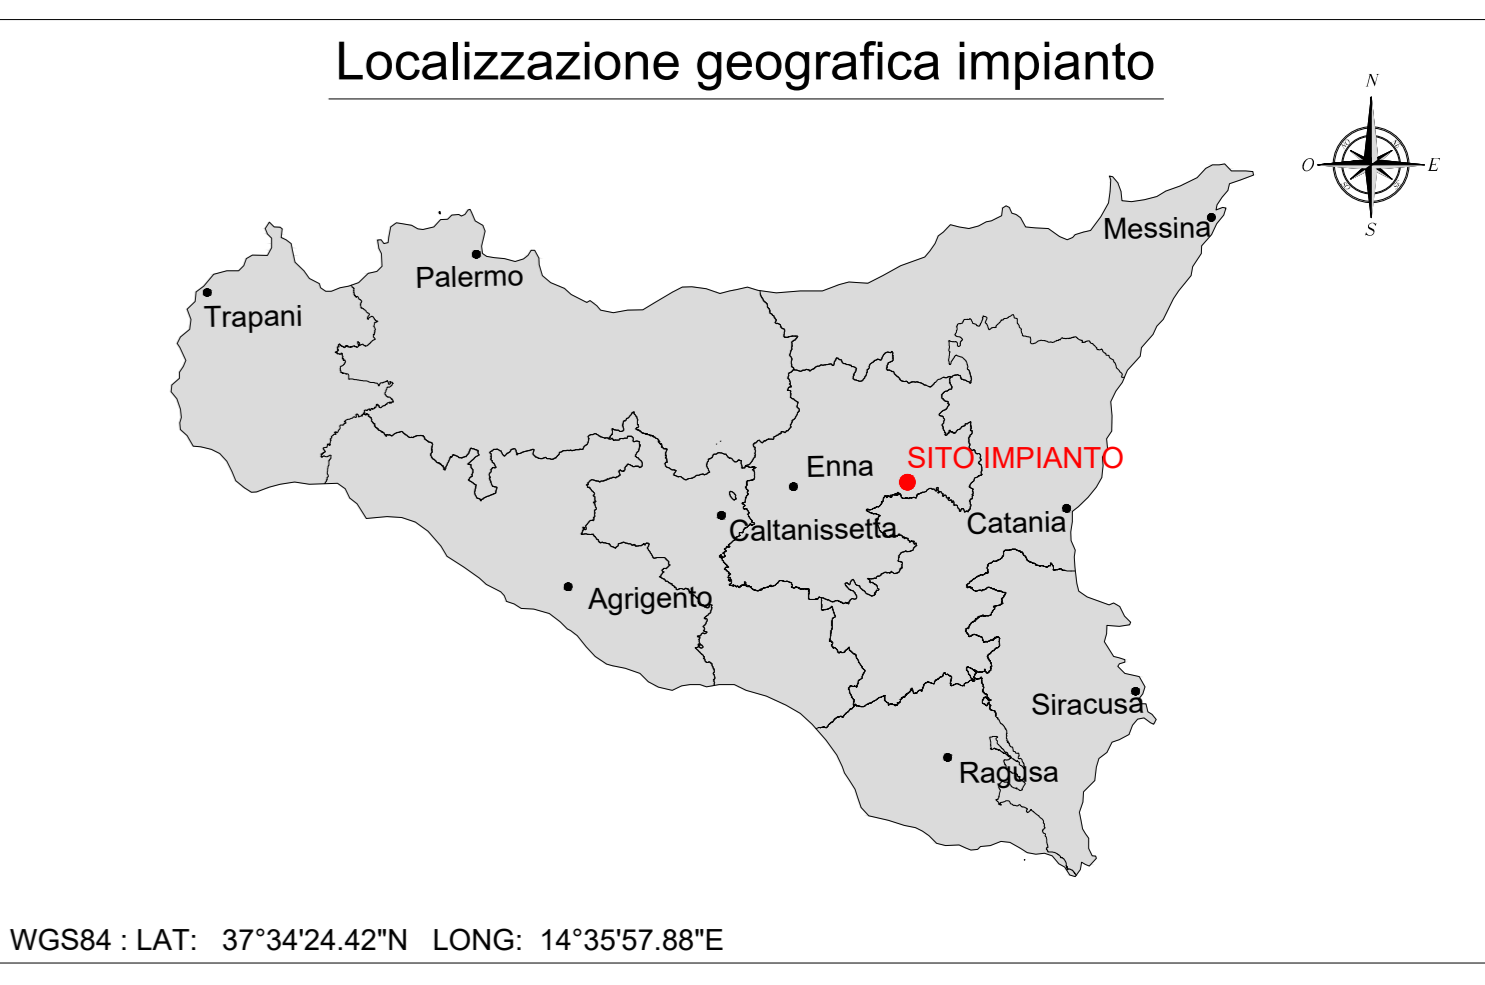 Localizzazione geografica impianto
N
O
E
S
Messina
Palermo
Trapani
SITO IMPIANTO
Enna
Catania
Caltanissetta
Agrigento
Siracusa
Ragusa
WGS84 : LAT: 37°34'24.42"N LONG: 14°35'57.88"E